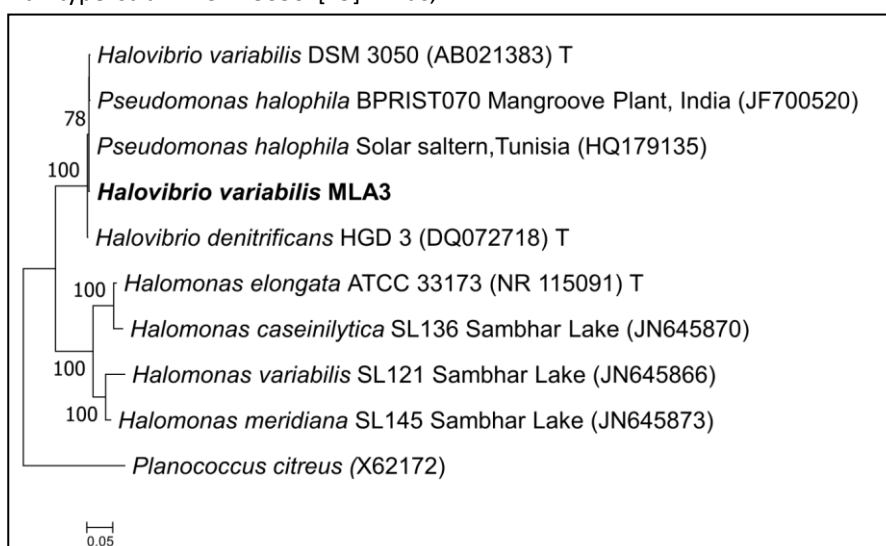 Halovibrio variabilis DSM 3050 (AB021383) T
Pseudomonas halophila BPRIST070 Mangroove Plant, India (JF700520)
78
Pseudomonas halophila Solar saltern,Tunisia (HQ179135)
100
Halovibrio variabilis MLA3
Halovibrio denitrificans HGD 3 (DQ072718) T
100
Halomonas elongata ATCC 33173 (NR 115091) T
Halomonas caseinilytica SL136 Sambhar Lake (JN645870)
100
Halomonas variabilis SL121 Sambhar Lake (JN645866)
100
Halomonas meridiana SL145 Sambhar Lake (JN645873)
Planococcus citreus (X62172)
0.05